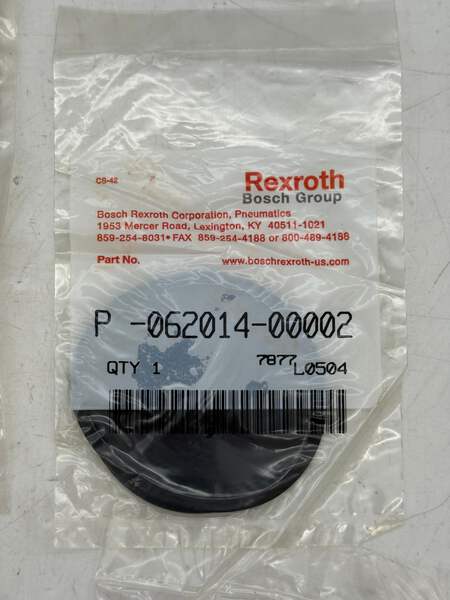 CS-42
Rexroth
Bosch Group
Bosch Rexroth Corporation, Pneumatics
1953 Mercer Road, Lexington, KY 40511-1021
859-254-8031•FAX 859-254-4188 or 800-489-4188
Part No. www.boschrexroth-us.com
P -062014-00002
QTY 1 7877 L0504